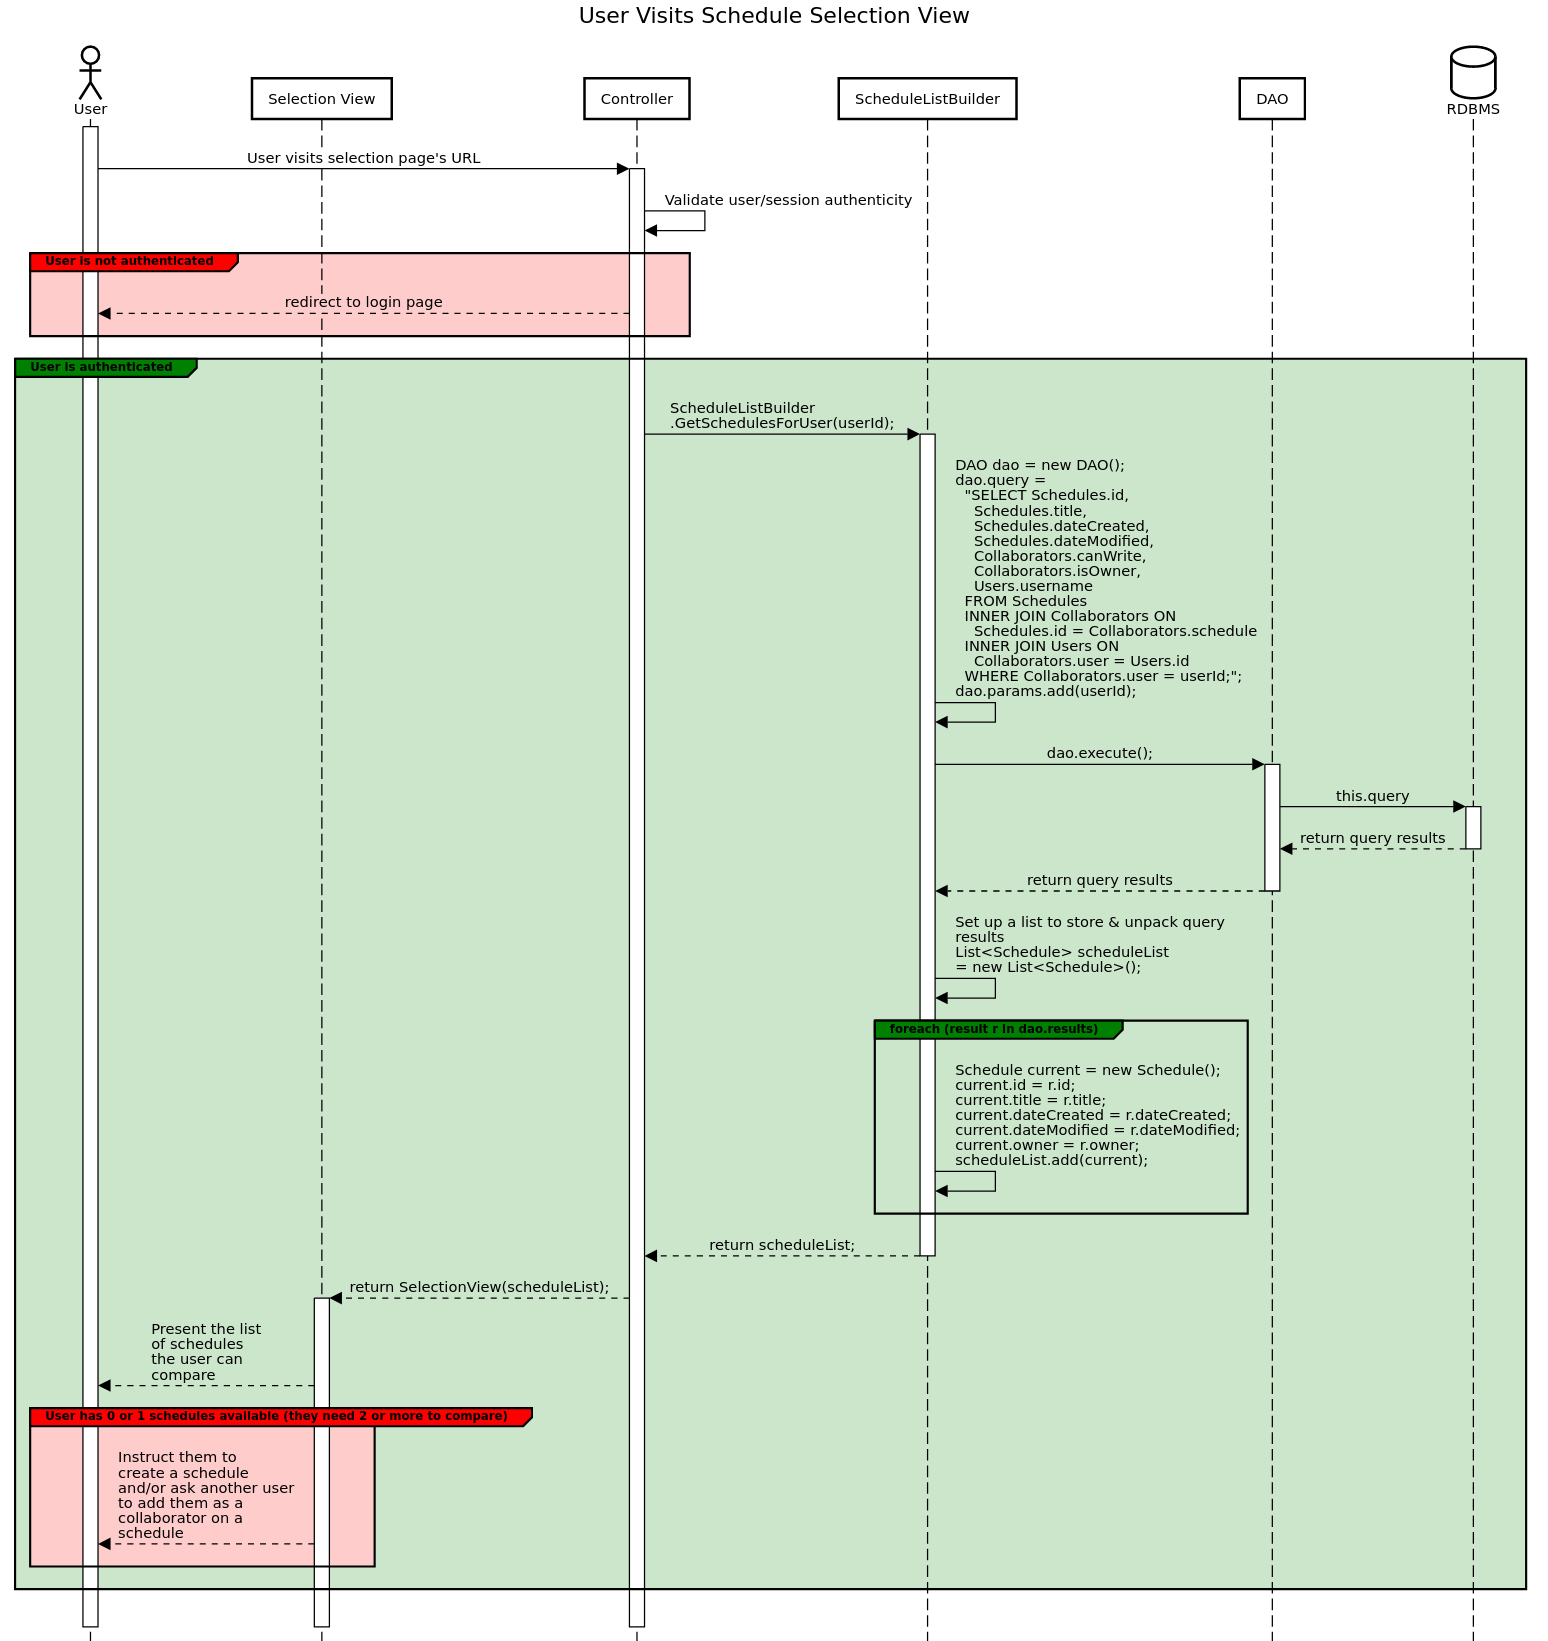 User Visits Schedule Selection View
User
Selection View
Controller
ScheduleListBuilder
DAO
RDBMS
User visits selection page's URL
Validate user/session authenticity
User is not authenticated
redirect to login page
User is authenticated
ScheduleListBuilder
.GetSchedulesForUser(userId);
DAO dao = new DAO();
dao.query =
"SELECT Schedules.id,
Schedules.title,
Schedules.dateCreated,
Schedules.dateModified,
Collaborators.canWrite,
Collaborators.isOwner,
Users.username
FROM Schedules
INNER JOIN Collaborators ON
Schedules.id = Collaborators.schedule
INNER JOIN Users ON
Collaborators.user = Users.id
WHERE Collaborators.user = userId;";
dao.params.add(userId);
dao.execute();
this.query
return query results
return query results
Set up a list to store & unpack query
results
List<Schedule> scheduleList
= new List<Schedule>();
foreach (result r in dao.results)
Schedule current = new Schedule();
current.id = r.id;
current.title = r.title;
current.dateCreated = r.dateCreated;
current.dateModified = r.dateModified;
current.owner = r.owner;
scheduleList.add(current);
return scheduleList;
return SelectionView(scheduleList);
Present the list
of schedules
the user can
compare
User has 0 or 1 schedules available (they need 2 or more to compare)
Instruct them to
create a schedule
and/or ask another user
to add them as a
collaborator on a
schedule